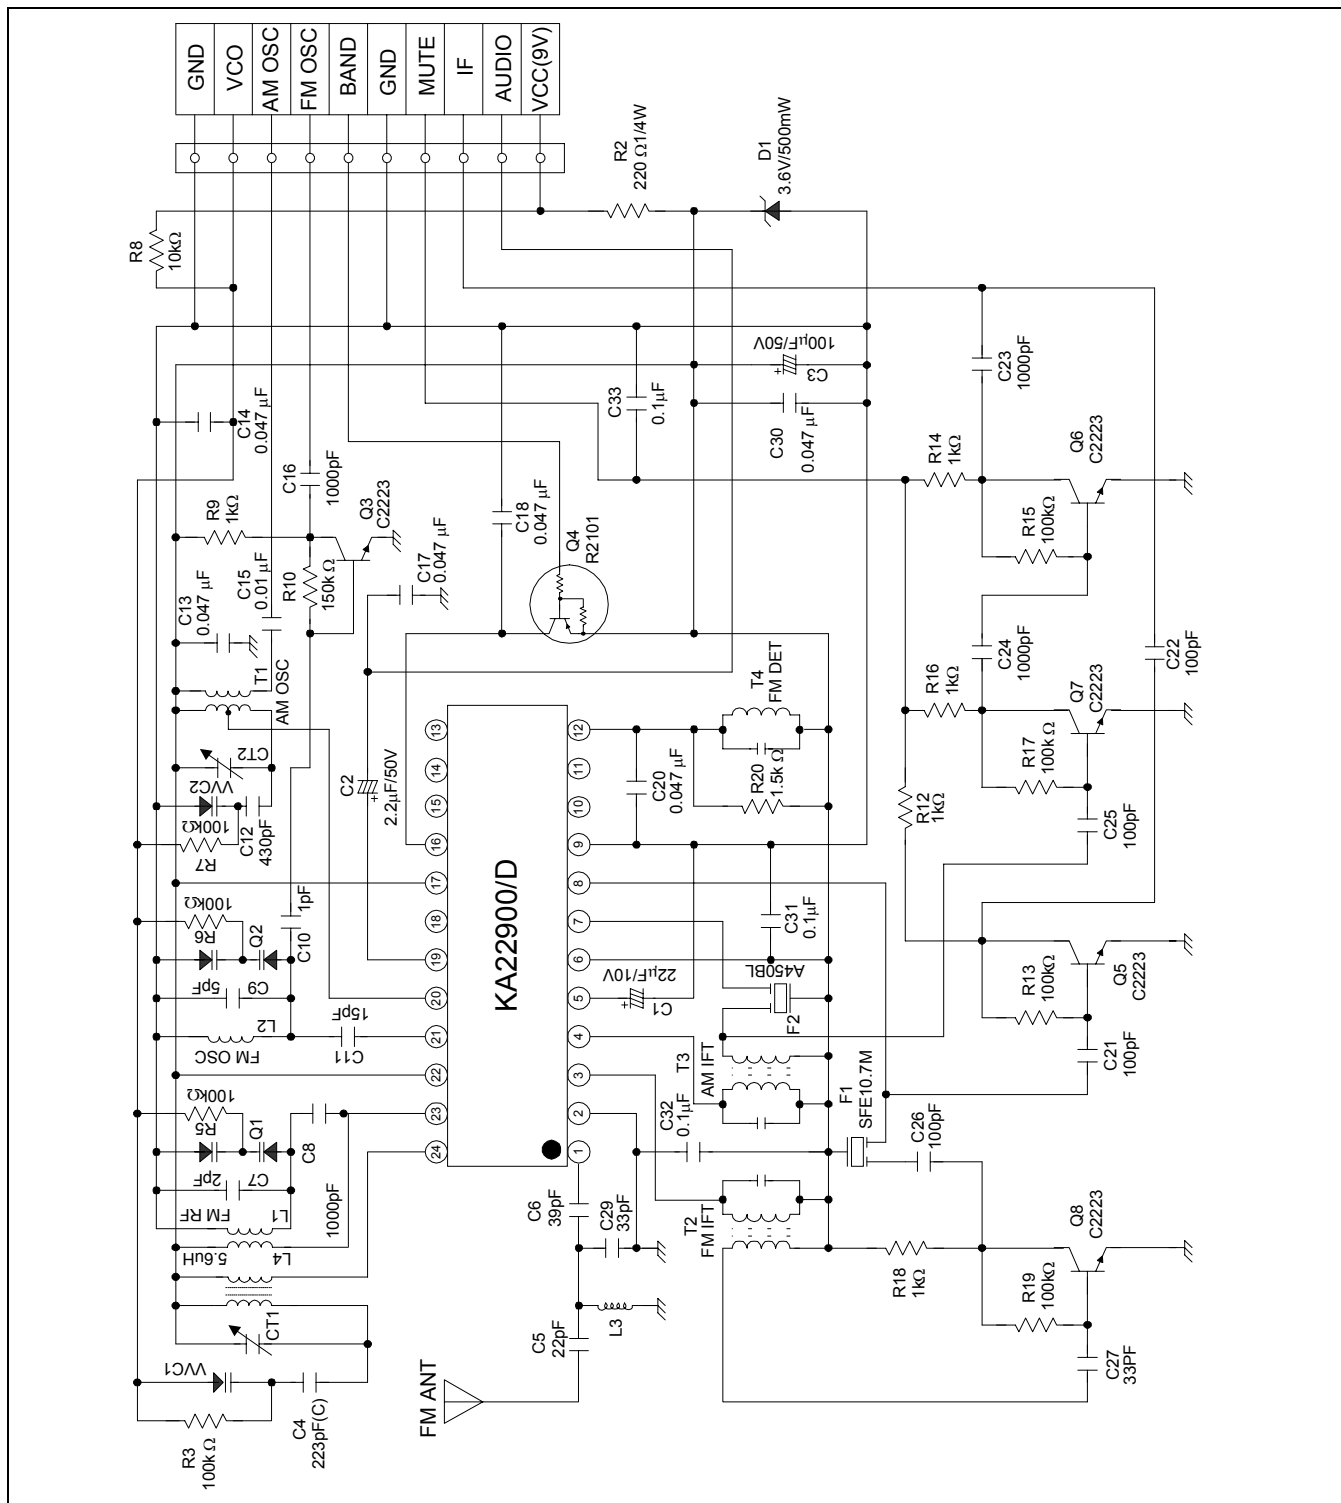 GND
VCO
AM OSC
FM OSC
BAND
GND
MUTE
IF
AUDIO
VCC(9V)
R8
10kΩ
R2
220 Ω1/4W
D1
3.6V/500mW
C14
0.047 µF
C16
1000pF
R9
1kΩ
Q3
C2223
R10
150k Ω
C15
0.01 µF
C13
0.047 µF
T1
AM OSC
CT2
VVC2
100kΩ
R7
C12
430pF
C33
0.1µF
100µF/50V
+
C3
C30
0.047 µF
C18
0.047 µF
Q4
R2101
C17
0.047 µF
C2
+
2.2µF/50V
C23
1000pF
R14
1kΩ
Q6
C2223
R15
100kΩ
C24
1000pF
C22
100pF
R16
1kΩ
Q7
C2223
R17
100k Ω
R12
1kΩ
C25
100pF
T4
FM DET
C20
0.047 µF
R20
1.5k Ω
13
14
15
16
17
18
19
20
21
22
23
24
KA22900/D
12
11
10
9
8
7
6
5
4
3
2
1
100kΩ
R6
Q2
1pF
C10
5pF
C9
L2
FM OSC
15pF
C11
100kΩ
R5
Q1
C8
1000pF
2pF
C7
FM RF
L1
5.6uH
L4
CT1
VVC1
R3
100k Ω
C4
223pF(C)
C31
0.1µF
22µF/10V
+
C1
A450BL
F2
T3
AM IFT
C32
0.1µF
F1
SFE10.7M
C26
100pF
R13
100kΩ
Q5
C2223
C21
100pF
C6
39pF
C29
33pF
T2
FM IFT
C5
22pF
L3
FM ANT
R18
1kΩ
R19
100kΩ
Q8
C2223
C27
33PF